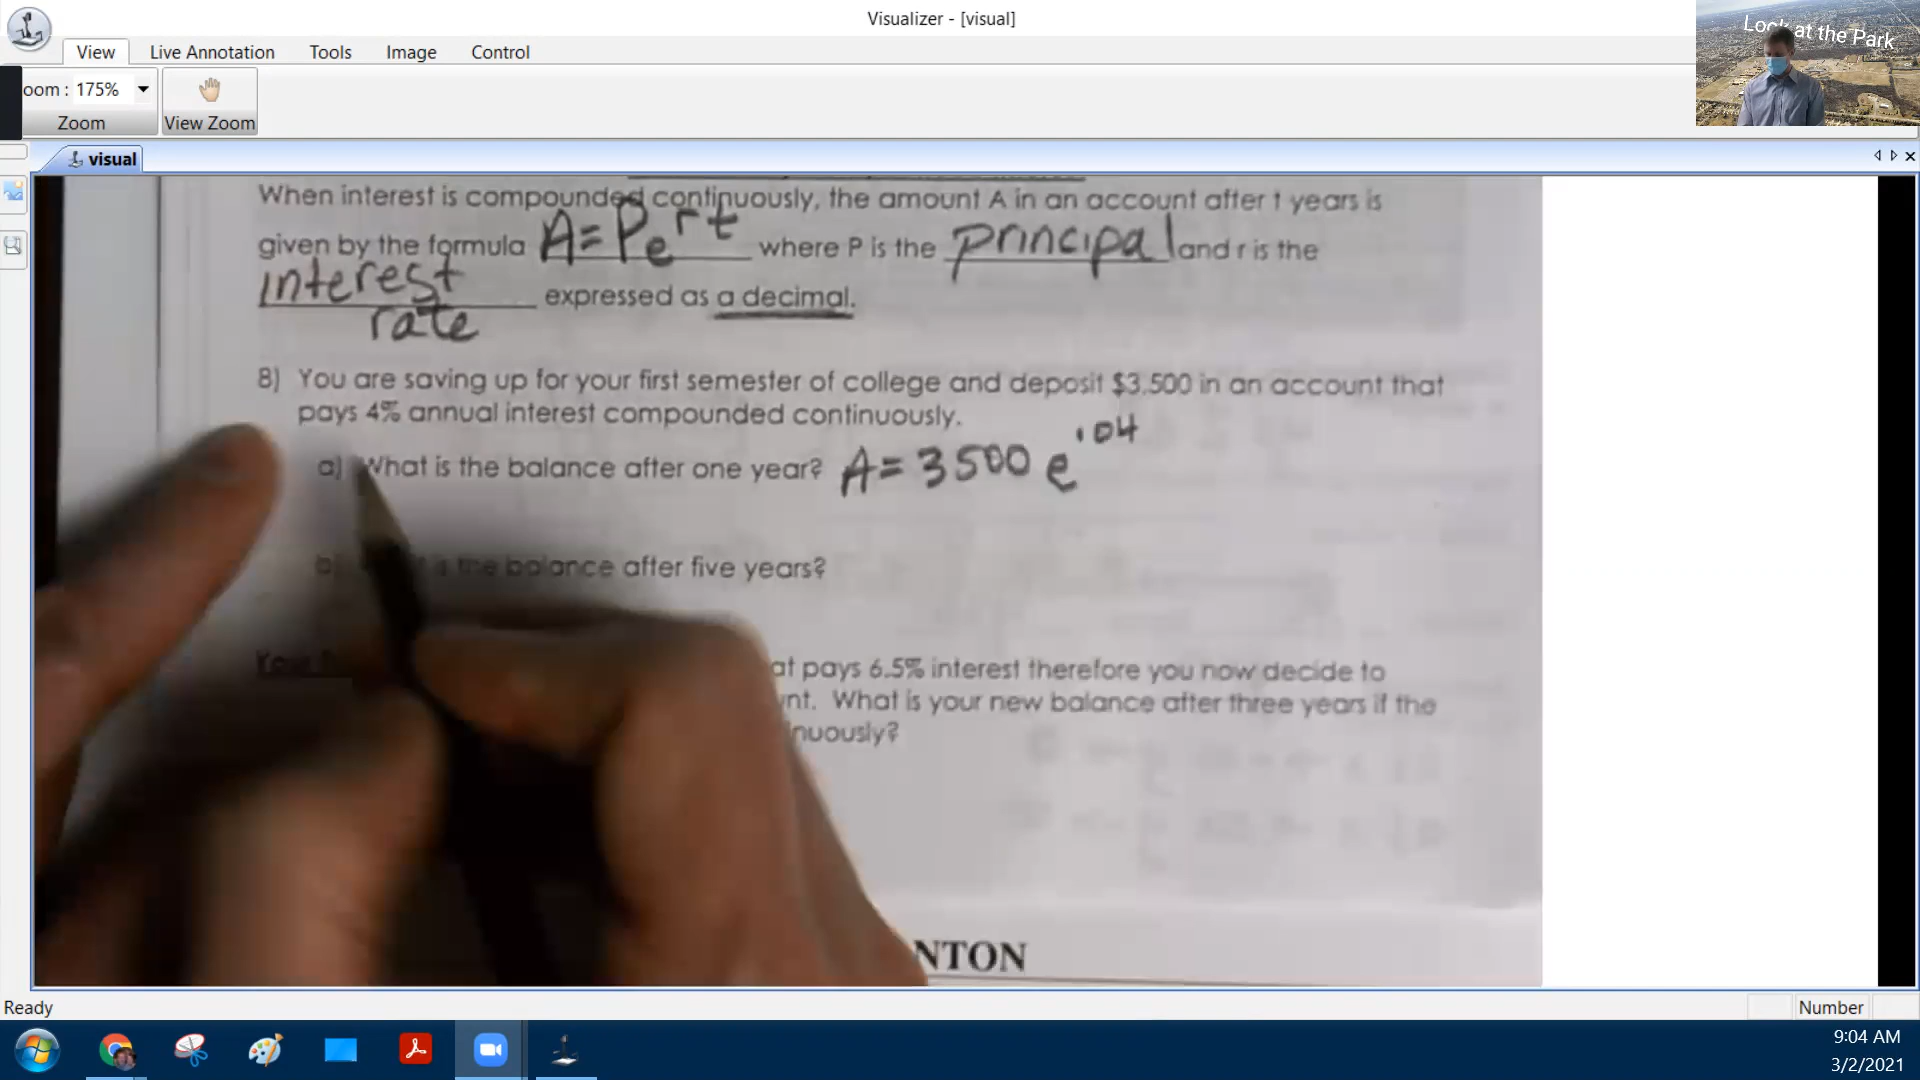 Visualizer - [visual]
Look at the Park
View Live Annotation Tools Image Control
oom : 175%
Zoom View Zoom
visual
When interest is compounded continuously, the amount A in an account after t years is
given by the formula A = Pe^rt where P is the principal and r is the
interest rate expressed as a decimal.
8) You are saving up for your first semester of college and deposit $3,500 in an account that
pays 4% annual interest compounded continuously.
a) What is the balance after one year? A = 3500 e^.04
b) is the balance after five years?
at pays 6.5% interest therefore you now decide to
nt. What is your new balance after three years if the
nuously?
NTON
Ready Number
9:04 AM
3/2/2021